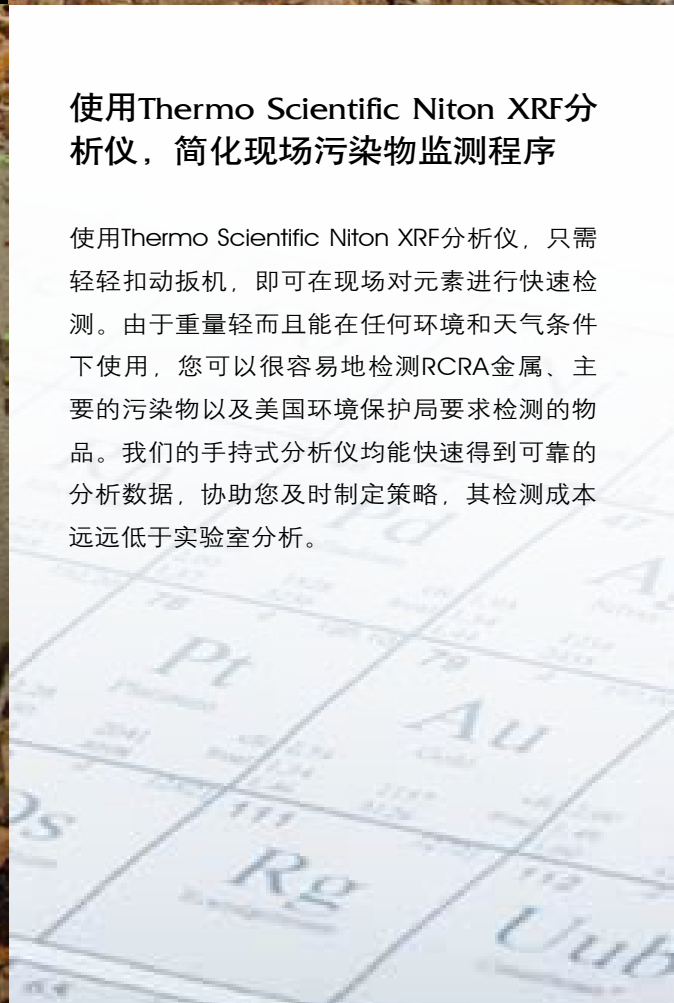 使用Thermo Scientific Niton XRF分
析仪，简化现场污染物监测程序
使用Thermo Scientific Niton XRF分析仪，只需
轻轻扣动扳机，即可在现场对元素进行快速检
测。由于重量轻而且能在任何环境和天气条件
下使用，您可以很容易地检测RCRA金属、主
要的污染物以及美国环境保护局要求检测的物
品。我们的手持式分析仪均能快速得到可靠的
分析数据，协助您及时制定策略，其检测成本
远远低于实验室分析。
Pd
Ag
78
Pt
Platinum
79
Au
Gold
111
Rg
112
Uub